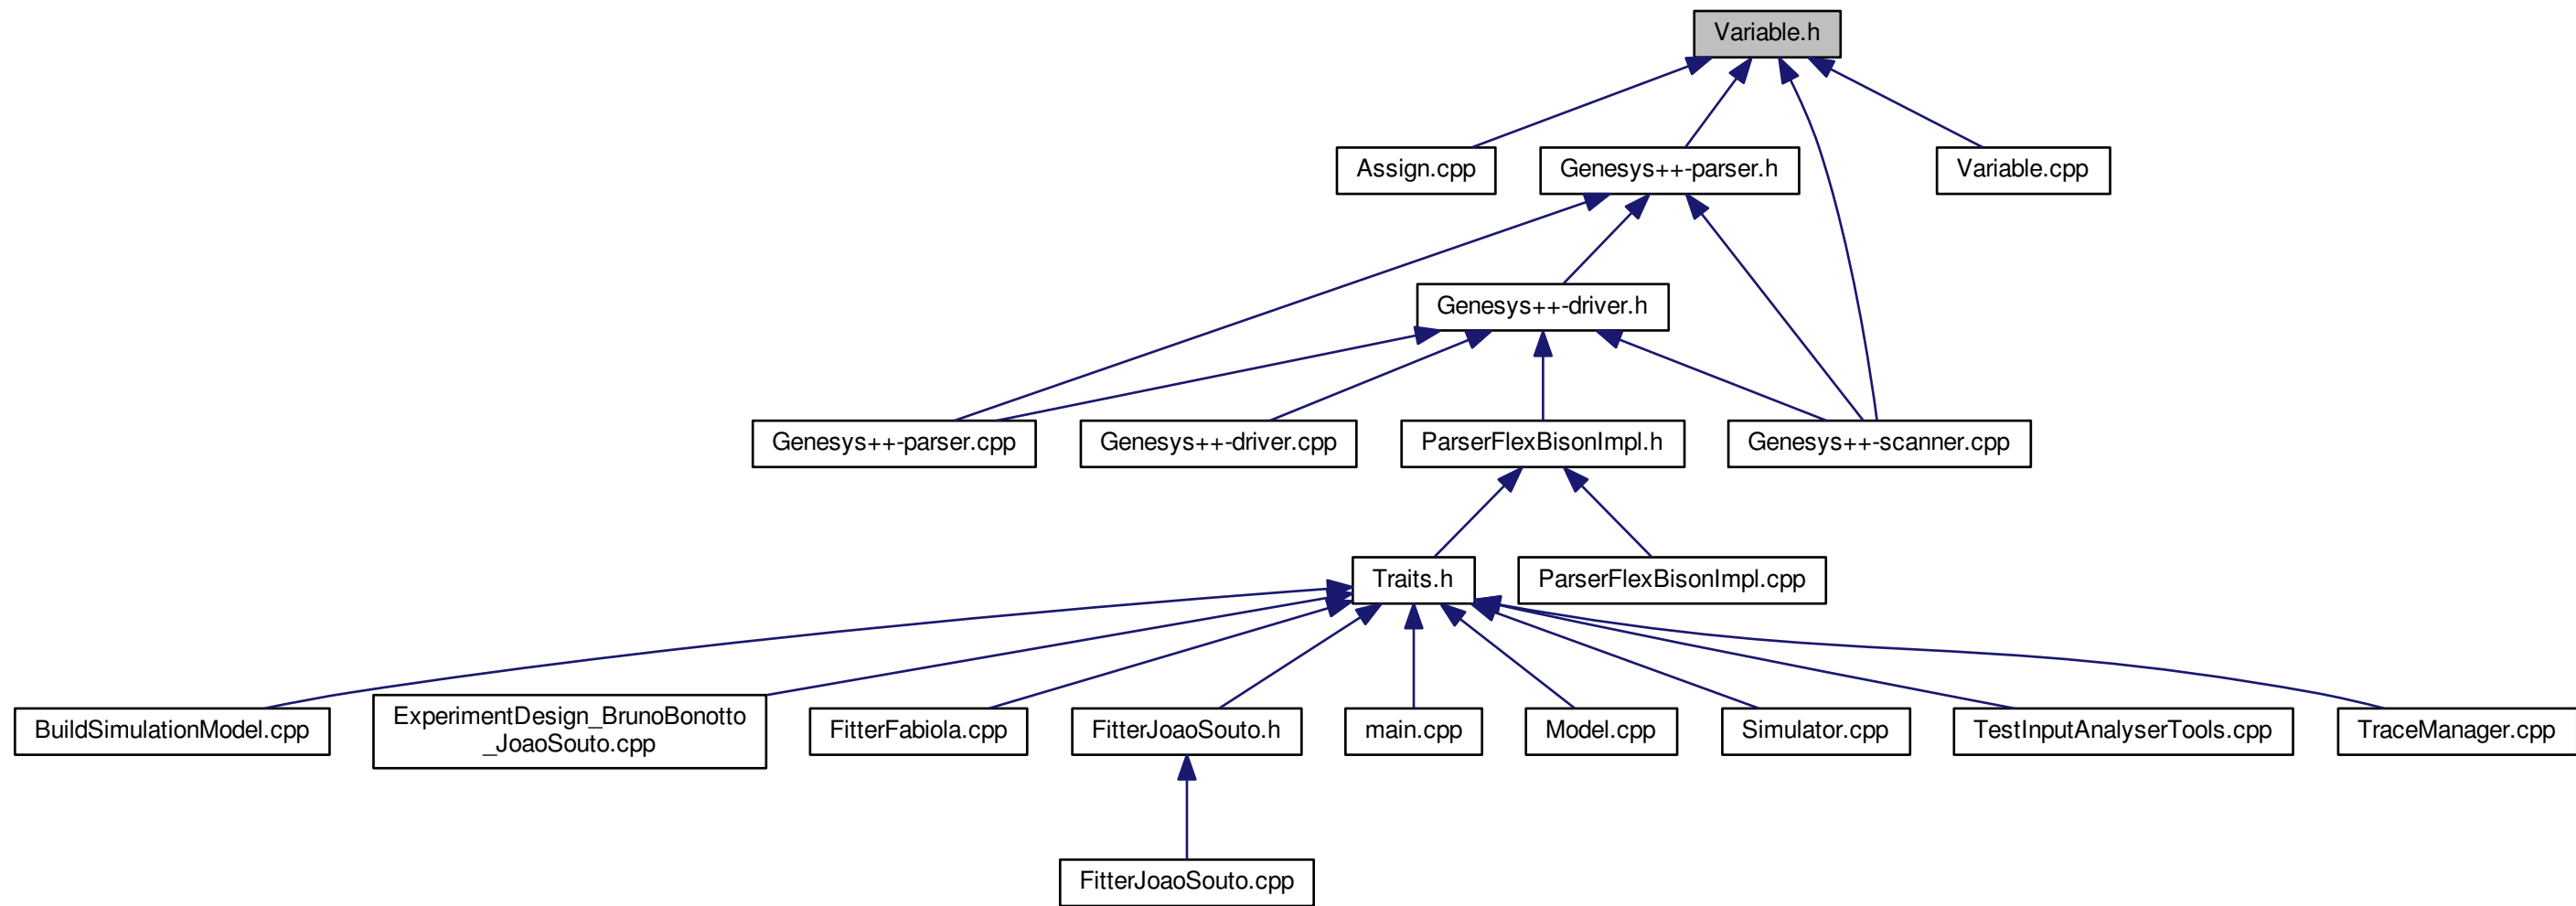 Variable.h
Assign.cpp
Genesys++-parser.h
Variable.cpp
Genesys++-driver.h
Genesys++-parser.cpp
Genesys++-driver.cpp
ParserFlexBisonImpl.h
Genesys++-scanner.cpp
Traits.h
ParserFlexBisonImpl.cpp
BuildSimulationModel.cpp
ExperimentDesign_BrunoBonotto
_JoaoSouto.cpp
FitterFabiola.cpp
FitterJoaoSouto.h
main.cpp
Model.cpp
Simulator.cpp
TestInputAnalyserTools.cpp
TraceManager.cpp
FitterJoaoSouto.cpp